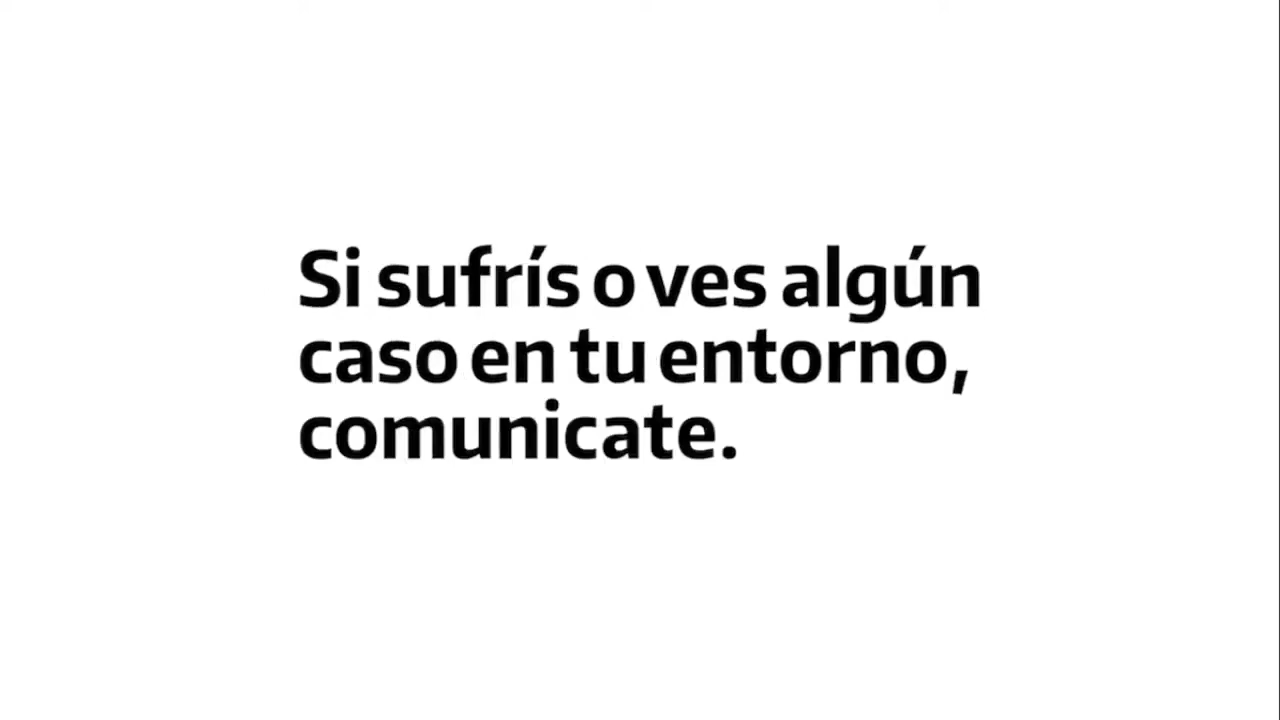 Si sufrís o ves algún
caso en tu entorno,
comunicate.